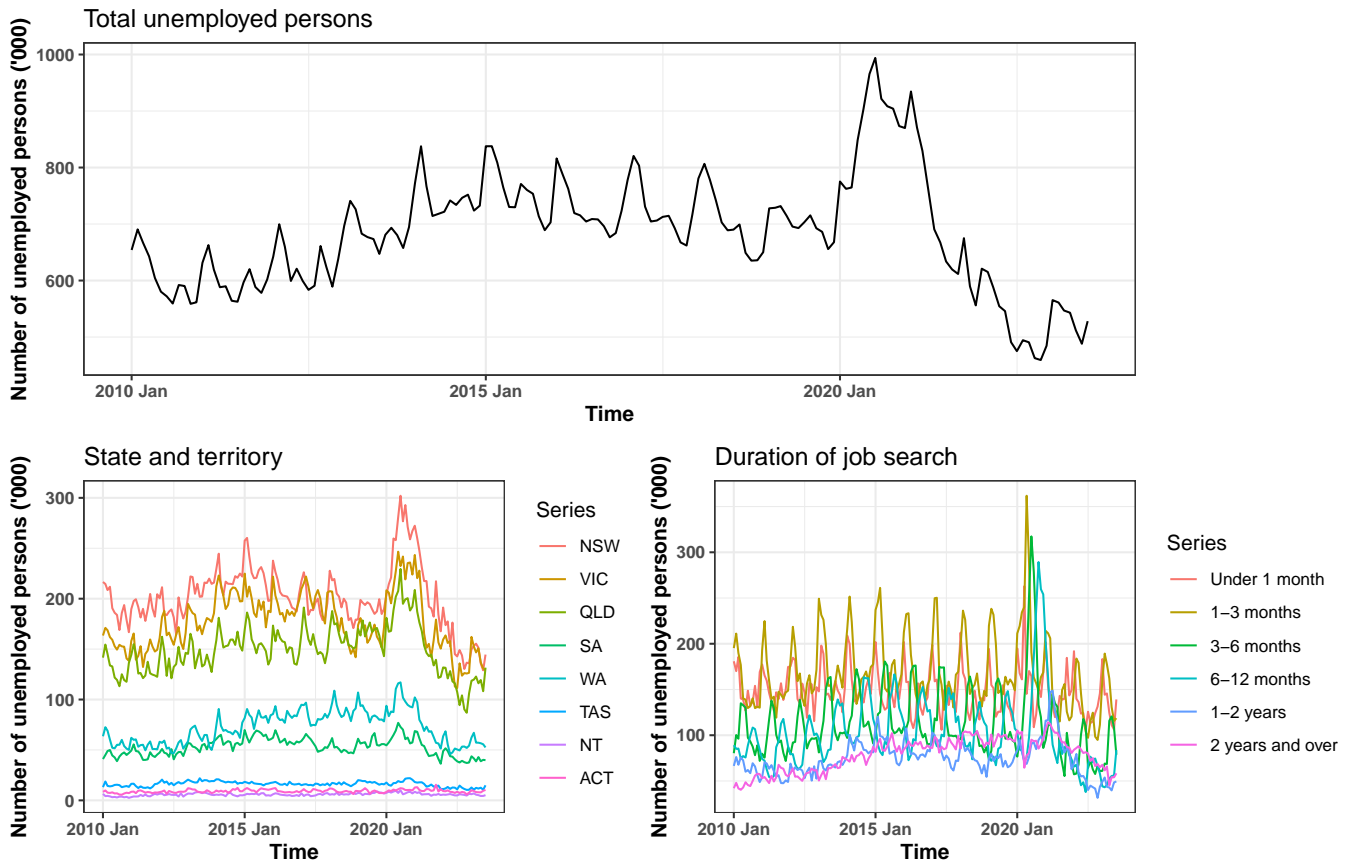 Total unemployed persons
Number of unemployed persons ('000)
1000
800
600
2010 Jan
2015 Jan
2020 Jan
Time
State and territory
Number of unemployed persons ('000)
300
200
100
0
2010 Jan
2015 Jan
2020 Jan
Time
Series
NSW
VIC
QLD
SA
WA
TAS
NT
ACT
Duration of job search
Number of unemployed persons ('000)
300
200
100
2010 Jan
2015 Jan
2020 Jan
Time
Series
Under 1 month
1–3 months
3–6 months
6–12 months
1–2 years
2 years and over